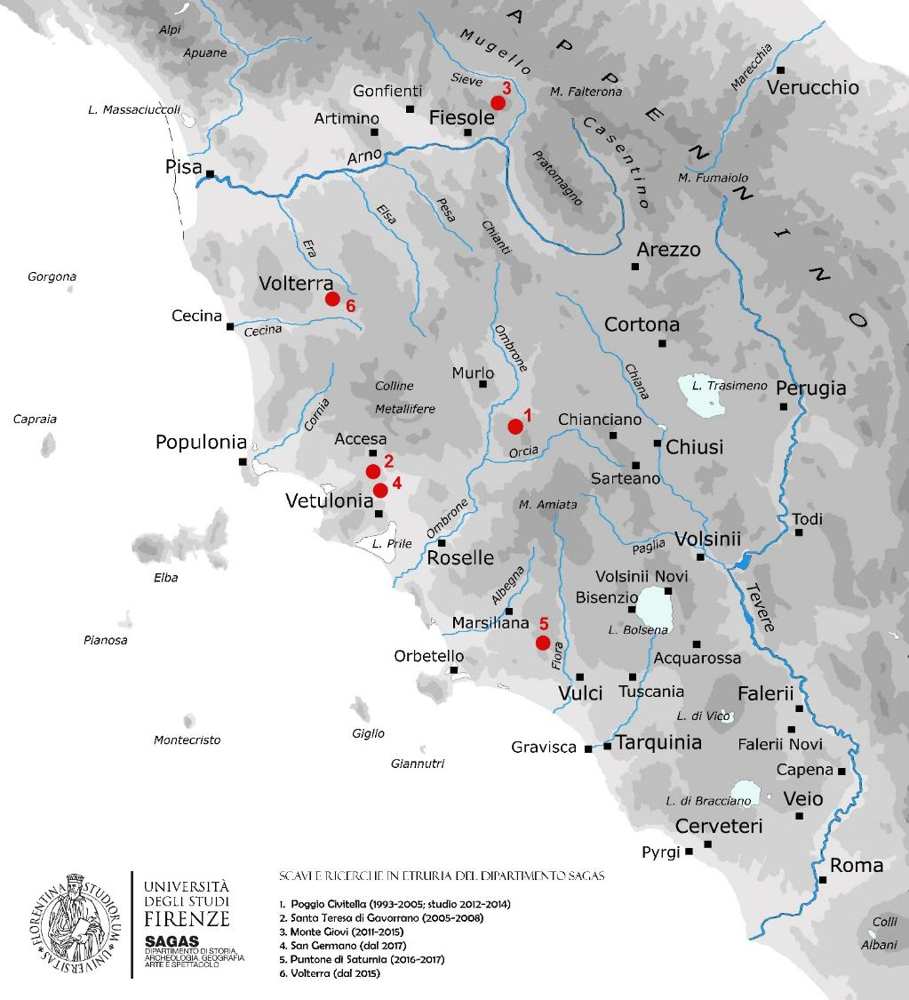 Alpi
Apuane
APPENNINO
Mugello
Sieve
3
M. Falterona
Marecchia
Verucchio
Gonfienti
L. Massaciuccoli
Artimino
Fiesole
Casentino
Arno
Pisa
Pratomagno
M. Fumaiolo
Elsa
Pesa
Chianti
Era
Arezzo
Gorgona
Volterra
6
Cecina
Cecina
Cortona
Ombrone
Murlo
Chiana
L. Trasimeno
Perugia
Colline
Metallifere
Capraia
Cornia
1
Chianciano
Populonia
Accesa
Orcia
Chiusi
2
Sarteano
4
Vetulonia
M. Amiata
Ombrone
Todi
L. Prile
Paglia
Volsinii
Roselle
Elba
Albegna
Volsinii Novi
Bisenzio
Tevere
Marsiliana
5
L. Bolsena
Pianosa
Orbetello
Fiora
Acquarossa
Vulci
Tuscania
Falerii
L. di Vico
Montecristo
Giglio
Gravisca
Tarquinia
Falerii Novi
Giannutri
Capena
L. di Bracciano
Veio
Cerveteri
Pyrgi
Roma
Colli
Albani
FLORENTINA STUDIORUM UNIVERSITAS
UNIVERSITÀ
DEGLI STUDI
FIRENZE
SAGAS
DIPARTIMENTO DI STORIA,
ARCHEOLOGIA, GEOGRAFIA
ARTE E SPETTACOLO
SCAVI E RICERCHE IN ETRURIA DEL DIPARTIMENTO SAGAS
1. Poggio Civitella (1993-2005; studio 2012-2014)
2. Santa Teresa di Gavorrano (2005-2008)
3. Monte Giovi (2011-2015)
4. San Germano (dal 2017)
5. Puntone di Saturnia (2016-2017)
6. Volterra (dal 2015)